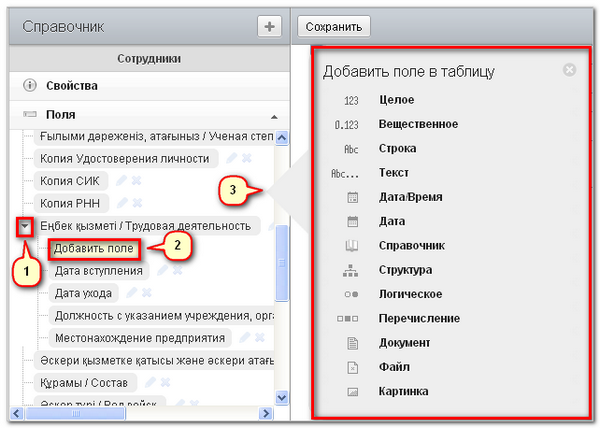 Справочник
+
Сохранить
Сотрудники
Свойства
Поля
Ғылыми дәрежеңіз, атағыныз / Ученая степ
Копия Удостоверения личности
Копия СИК
Копия РНН
Еңбек қызметі / Трудовая деятельность
Добавить поле
Дата вступления
Дата ухода
Должность с указанием учреждения, орга
Местонахождение предприятия
Әскери қызметке қатысы және әскери атағы
Құрамы / Состав
Әскер түрі / Род войск
1
2
3
Добавить поле в таблицу
123 Целое
0.123 Вещественное
Abc Строка
Abc... Текст
Дата/Время
Дата
Справочник
Структура
Логическое
Перечисление
Документ
Файл
Картинка